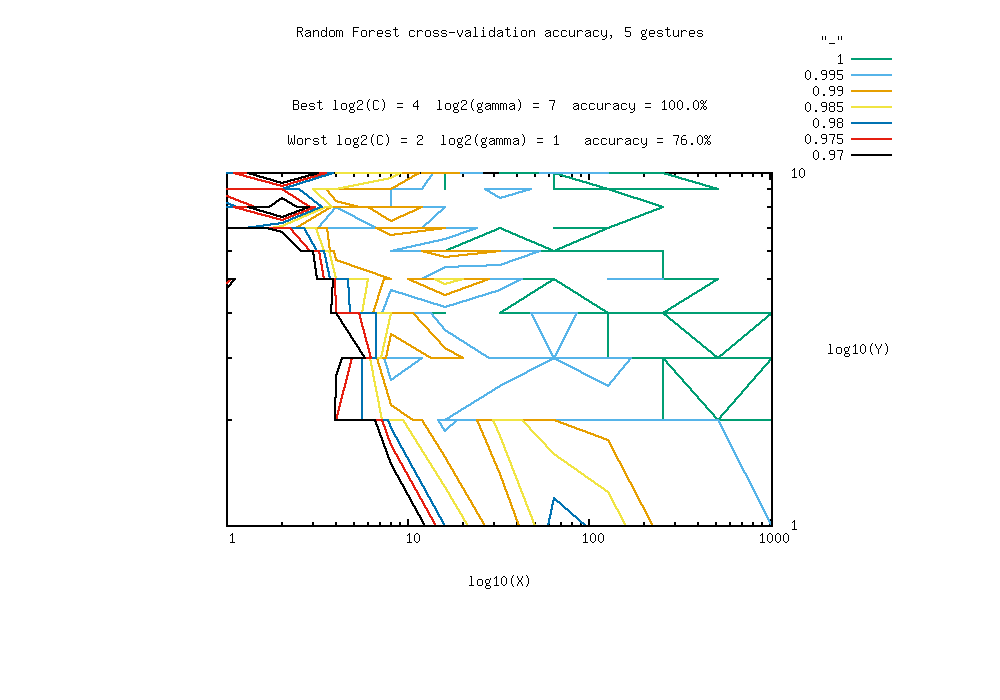 Random Forest cross-validation accuracy, 5 gestures
"_"
1
0.995
0.99
0.985
0.98
0.975
0.97
Best log2(C) = 4  log2(gamma) = 7  accuracy = 100.0%
Worst log2(C) = 2  log2(gamma) = 1   accuracy = 76.0%
10
log10(Y)
1
1 10 100 1000
log10(X)